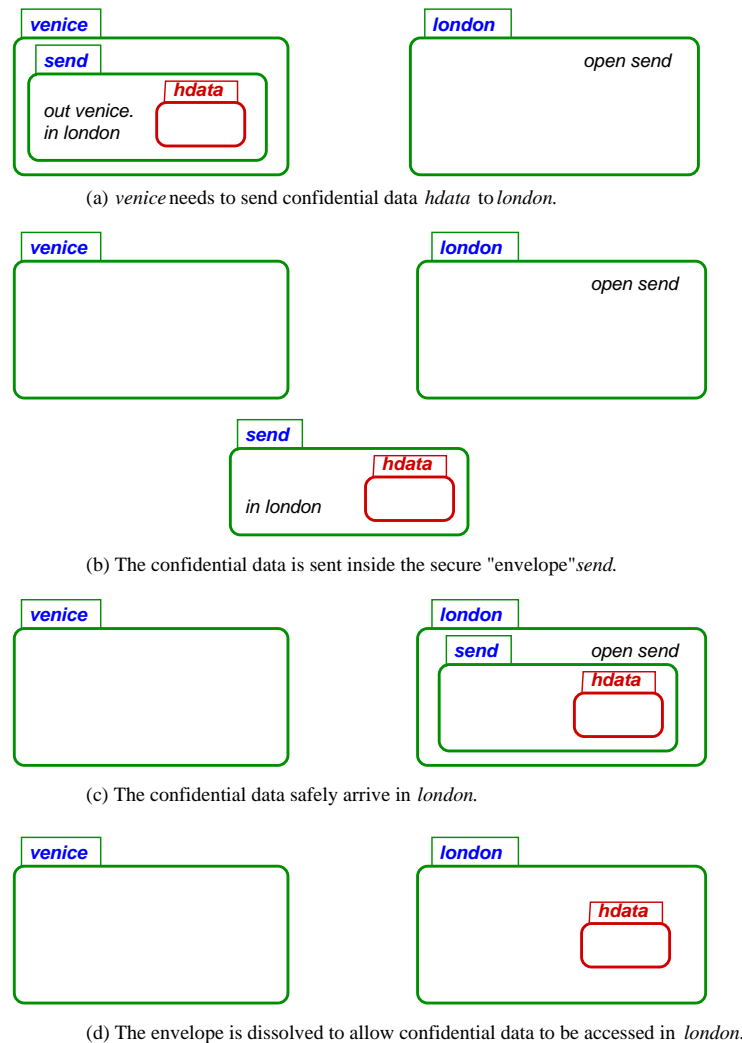 venice london
send open send
hdata
out venice.
in london
(a) venice needs to send confidential data hdata to london.
venice london
open send
send
hdata
in london
(b) The confidential data is sent inside the secure "envelope"send.
venice london
send open send
hdata
(c) The confidential data safely arrive in london.
venice london
hdata
(d) The envelope is dissolved to allow confidential data to be accessed in london.